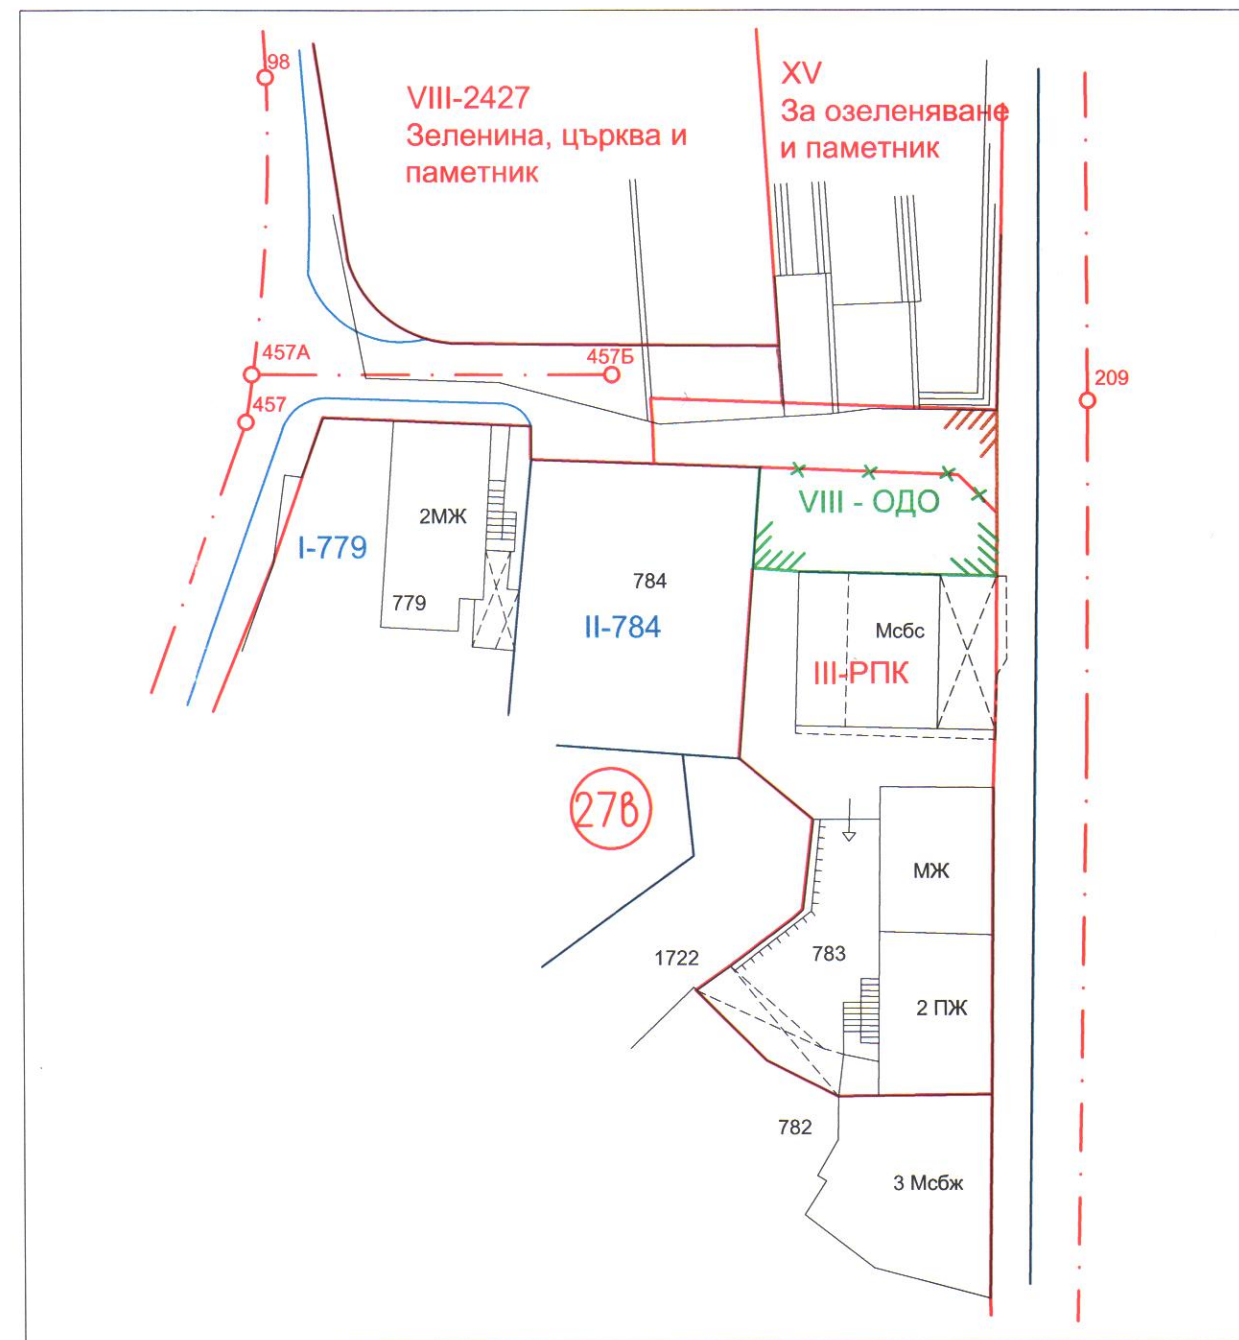 98
VIII-2427
Зеленина, църква и
паметник
XV
За озеленяване
и паметник
457А
457Б
209
457
2МЖ
VIII - ОДО
I-779
784
779
II-784
Мсбс
III-РПК
27в
МЖ
1722
783
2 ПЖ
782
3 Мсбж